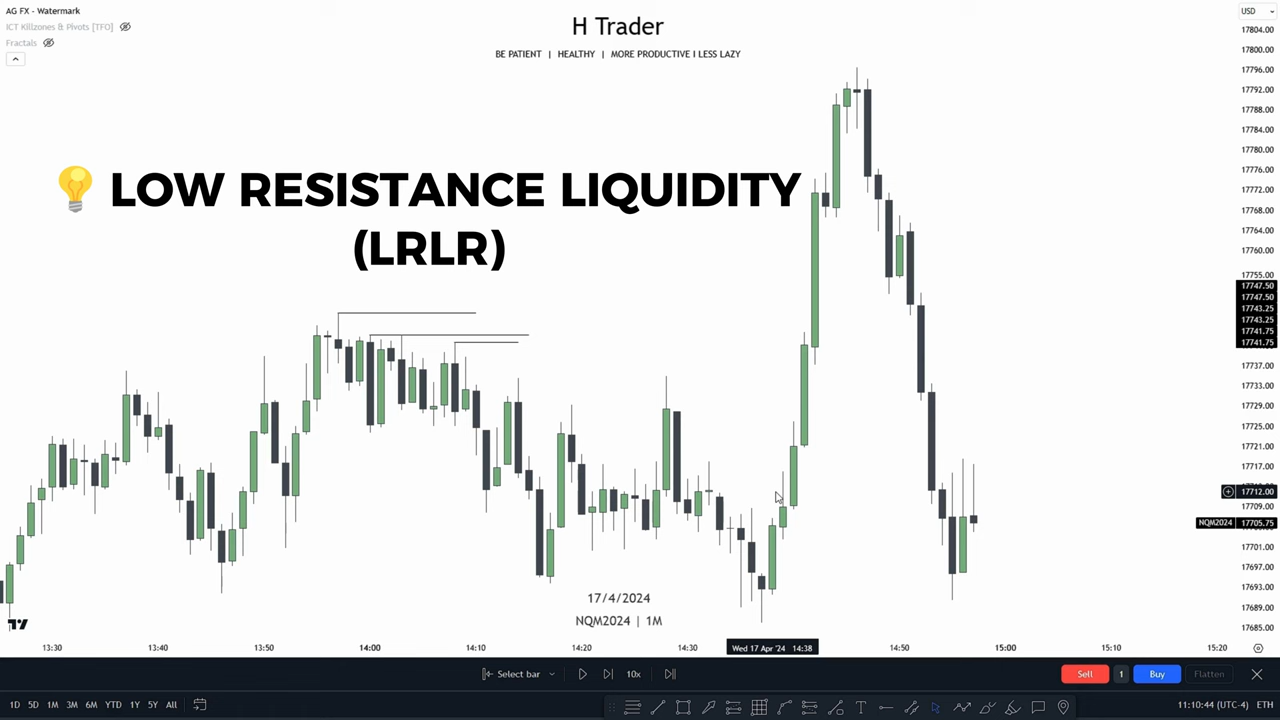 AG FX - Watermark
ICT Killzones & Pivots [TFO]
Fractals
H Trader
BE PATIENT | HEALTHY | MORE PRODUCTIVE I LESS LAZY
USD
17804.00
17800.00
17796.00
17792.00
17788.00
17784.00
17780.00
17776.00
17772.00
17768.00
17764.00
17760.00
17755.00
17747.50
17747.50
17743.25
17743.25
17741.75
17741.75
17737.00
17733.00
17729.00
17725.00
17721.00
17717.00
17712.00
17709.00
NQM2024 17705.75
17701.00
17697.00
17693.00
17689.00
17685.00
💡 LOW RESISTANCE LIQUIDITY
(LRLR)
17/4/2024
NQM2024 | 1M
13:30 13:40 13:50 14:00 14:10 14:20 14:30 Wed 17 Apr '24 14:38 14:50 15:00 15:10 15:20
Select bar 10x Sell 1 Buy Flatten
1D 5D 1M 3M 6M YTD 1Y 5Y All 11:10:44 (UTC-4) ETH